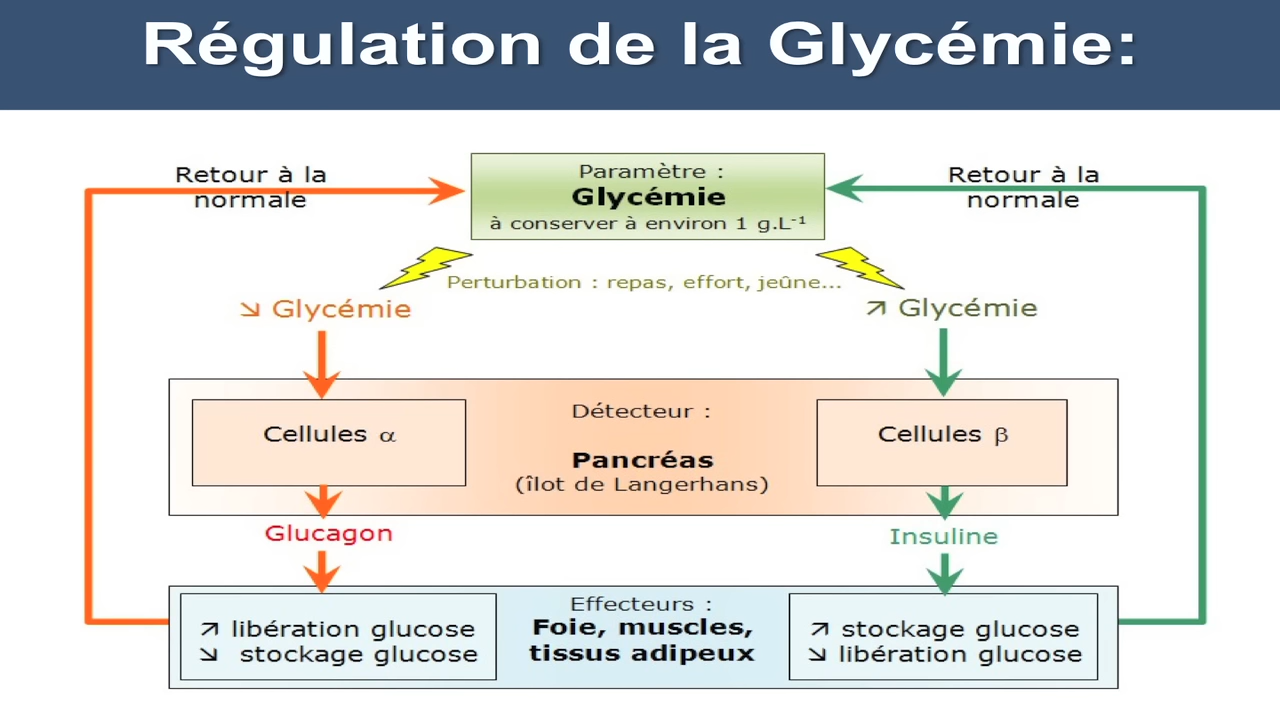 Régulation de la Glycémie:
Retour à la
normale
Paramètre :
Glycémie
à conserver à environ 1 g.L⁻¹
Retour à la
normale
Perturbation : repas, effort, jeûne...
↘ Glycémie
↗ Glycémie
Cellules α
Détecteur :
Pancréas
(îlot de Langerhans)
Cellules β
Glucagon
Insuline
↗ libération glucose
↘ stockage glucose
Effecteurs :
Foie, muscles,
tissus adipeux
↗ stockage glucose
↘ libération glucose